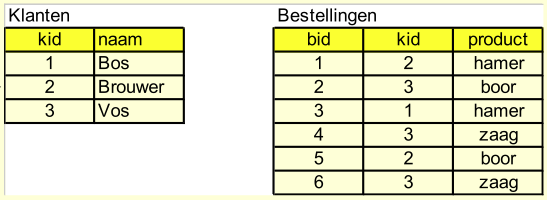 Klanten Bestellingen
kid naam bid kid product
1 Bos 1 2 hamer
2 Brouwer 2 3 boor
3 Vos 3 1 hamer
4 3 zaag
5 2 boor
6 3 zaag